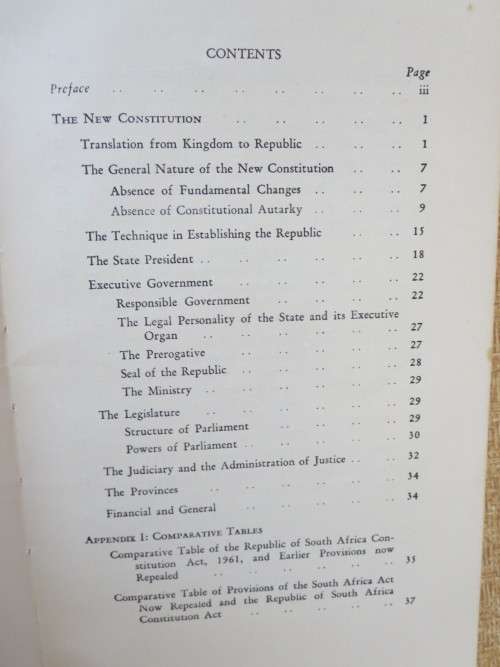 CONTENTS
Page
Preface .. .. .. .. .. .. .. .. iii
THE NEW CONSTITUTION .. .. .. .. .. 1
Translation from Kingdom to Republic .. .. .. 1
The General Nature of the New Constitution .. .. 7
Absence of Fundamental Changes .. .. .. 7
Absence of Constitutional Autarky .. .. .. 9
The Technique in Establishing the Republic .. .. 15
The State President .. .. .. .. .. .. 18
Executive Government .. .. .. .. .. 22
Responsible Government .. .. .. .. 22
The Legal Personality of the State and its Executive
Organ .. .. .. .. .. .. 27
The Prerogative .. .. .. .. .. 27
Seal of the Republic .. .. .. .. .. 28
The Ministry .. .. .. .. .. .. 29
The Legislature .. .. .. .. .. .. 29
Structure of Parliament .. .. .. .. 29
Powers of Parliament .. .. .. .. .. 30
The Judiciary and the Administration of Justice .. .. 32
The Provinces .. .. .. .. .. .. 34
Financial and General .. .. .. .. .. 34
APPENDIX I: COMPARATIVE TABLES
Comparative Table of the Republic of South Africa Con-
stitution Act, 1961, and Earlier Provisions now
Repealed .. .. .. .. .. .. 35
Comparative Table of Provisions of the South Africa Act
Now Repealed and the Republic of South Africa
Constitution Act .. .. .. .. .. 37